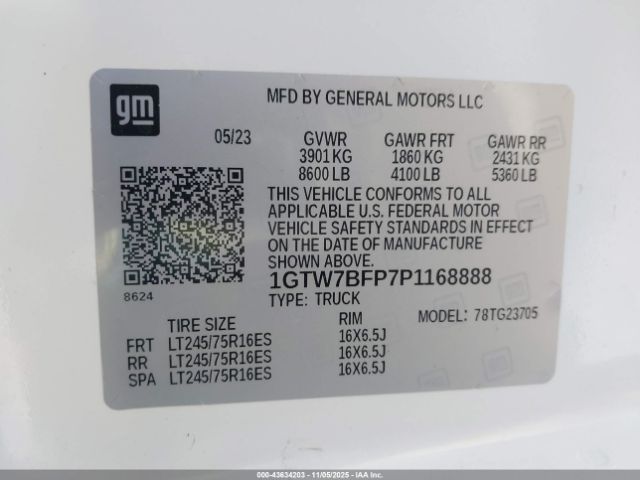 gm
MFD BY GENERAL MOTORS LLC
05/23 GVWR GAWR FRT GAWR RR
3901 KG 1860 KG 2431 KG
8600 LB 4100 LB 5360 LB
THIS VEHICLE CONFORMS TO ALL
APPLICABLE U.S. FEDERAL MOTOR
VEHICLE SAFETY STANDARDS IN EFFECT
ON THE DATE OF MANUFACTURE
SHOWN ABOVE.
8624
1GTW7BFP7P1168888
TYPE: TRUCK MODEL: 78TG23705
TIRE SIZE RIM
FRT LT245/75R16ES 16X6.5J
RR LT245/75R16ES 16X6.5J
SPA LT245/75R16ES 16X6.5J
000-43634203 - 11/05/2025 - IAAI.COM